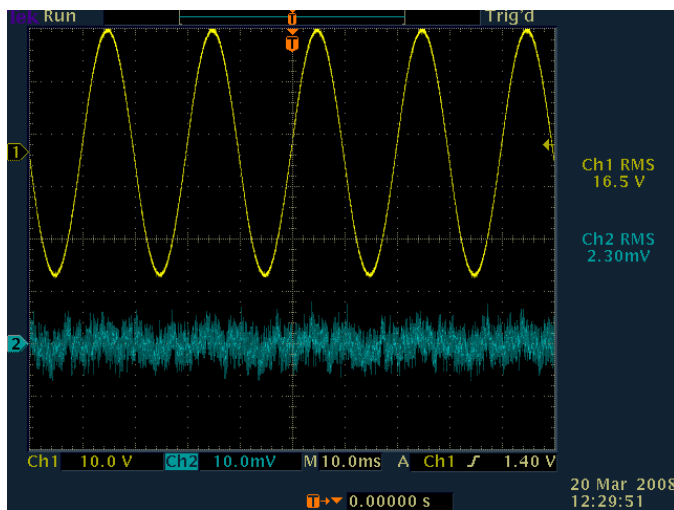 Tek Run Trig'd
T
T
1
Ch1 RMS
16.5 V
Ch2 RMS
2.30mV
2
Ch1 10.0 V Ch2 10.0mV M 10.0ms A Ch1 1.40 V
20 Mar 2008
T 0.00000 s 12:29:51